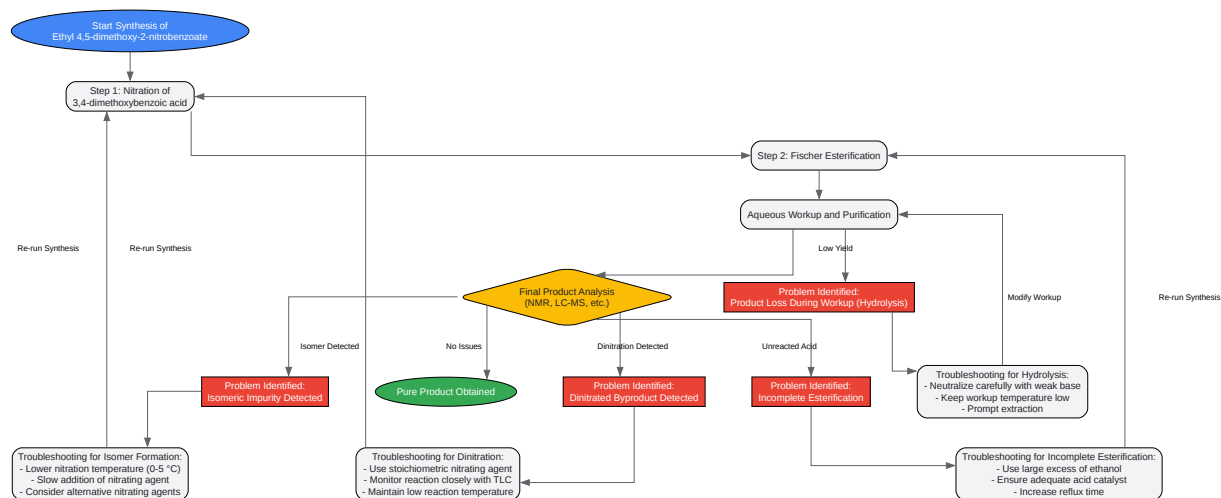 Start Synthesis of
Ethyl 4,5-dimethoxy-2-nitrobenzoate
Step 1: Nitration of
3,4-dimethoxybenzoic acid
Step 2: Fischer Esterification
Aqueous Workup and Purification
Re-run Synthesis
Re-run Synthesis
Low Yield
Final Product Analysis
(NMR, LC-MS, etc.)
Problem Identified:
Product Loss During Workup (Hydrolysis)
Modify Workup
Re-run Synthesis
Isomer Detected
No Issues
Dinitration Detected
Unreacted Acid
Problem Identified:
Isomeric Impurity Detected
Pure Product Obtained
Problem Identified:
Dinitrated Byproduct Detected
Problem Identified:
Incomplete Esterification
Troubleshooting for Hydrolysis:
- Neutralize carefully with weak base
- Keep workup temperature low
- Prompt extraction
Troubleshooting for Isomer Formation:
- Lower nitration temperature (0-5 °C)
- Slow addition of nitrating agent
- Consider alternative nitrating agents
Troubleshooting for Dinitration:
- Use stoichiometric nitrating agent
- Monitor reaction closely with TLC
- Maintain low reaction temperature
Troubleshooting for Incomplete Esterification:
- Use large excess of ethanol
- Ensure adequate acid catalyst
- Increase reflux time